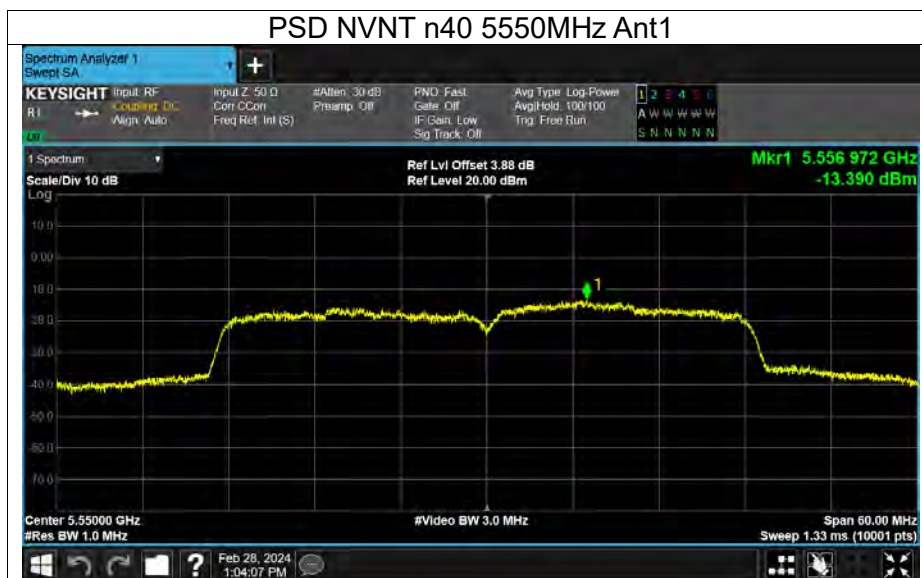 PSD NVNT n40 5550MHz Ant1
Spectrum Analyzer 1
Swept SA
+
KEYSIGHT Input: RF Input Z: 50 Ω #Atten: 30 dB PNO: Fast Avg Type: Log-Power 1 2 3 4 5 6
R L Coupling: DC Corr CCorr Preamp: Off Gate: Off Avg|Hold: 100/100 A W W W W W
Align: Auto Freq Ref: Int (S) IF Gain: Low Trig: Free Run
Sig Track: Off S N N N N N
1 Spectrum Ref Lvl Offset 3.88 dB Mkr1 5.556 972 GHz
Scale/Div 10 dB Ref Level 20.00 dBm -13.390 dBm
Log
10.0
0.00
-10.0
1
-20.0
-30.0
-40.0
-50.0
-60.0
-70.0
Center 5.55000 GHz #Video BW 3.0 MHz Span 60.00 MHz
#Res BW 1.0 MHz Sweep 1.33 ms (10001 pts)
? Feb 28, 2024
1:04:07 PM